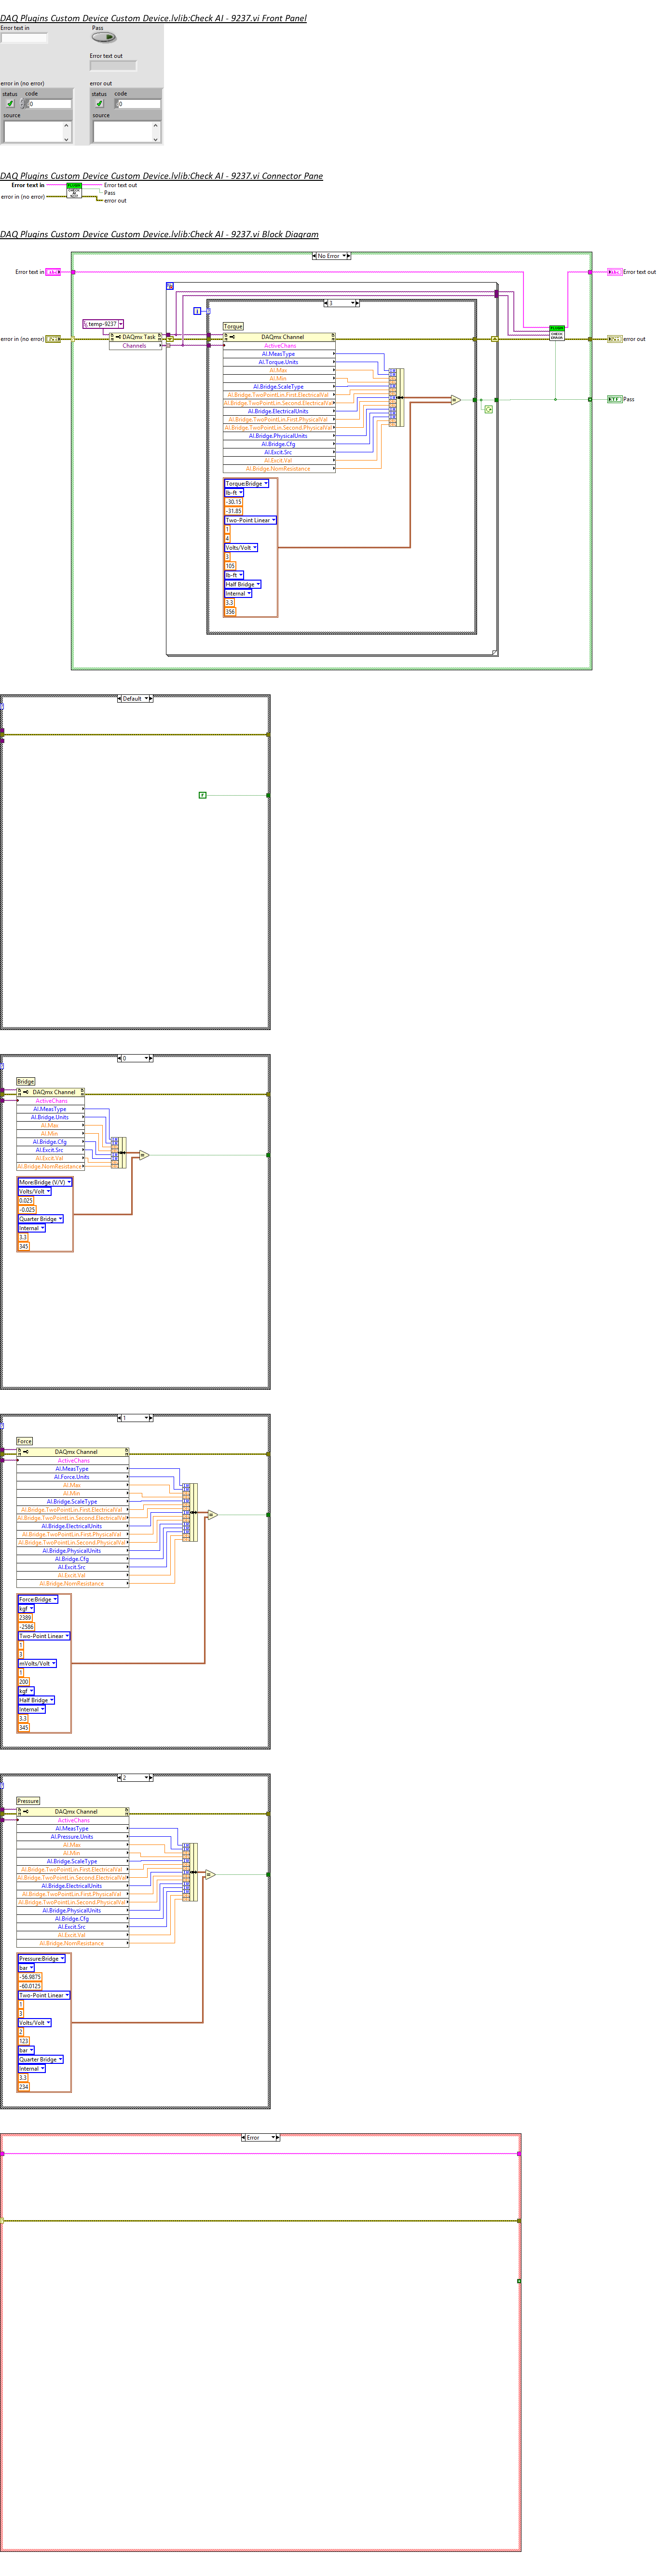 DAQ Plugins Custom Device Custom Device.lvlib:Check AI - 9237.vi Front Panel
Error text in
Pass
Error text out
error in (no error)
error out
status code
0
source
status code
0
source
DAQ Plugins Custom Device Custom Device.lvlib:Check AI - 9237.vi Connector Pane
Error text in
Error text out
Pass
error in (no error)
error out
DAQ Plugins Custom Device Custom Device.lvlib:Check AI - 9237.vi Block Diagram
No Error
Error text in
Error text out
temp-9237
error in (no error)
error out
DAQmx Task
Channels
3
Torque
DAQmx Channel
ActiveChans
AI.MeasType
AI.Torque.Units
AI.Max
AI.Min
AI.Bridge.ScaleType
AI.Bridge.TwoPointLin.First.ElectricalVal
AI.Bridge.TwoPointLin.Second.ElectricalVal
AI.Bridge.ElectricalUnits
AI.Bridge.TwoPointLin.First.PhysicalVal
AI.Bridge.TwoPointLin.Second.PhysicalVal
AI.Bridge.PhysicalUnits
AI.Bridge.Cfg
AI.Excit.Src
AI.Excit.Val
AI.Bridge.NomResistance
CHECK ERROR
Pass
Torque:Bridge
lb-ft
-30.15
-31.85
Two-Point Linear
1
4
Volts/Volt
3
105
lb-ft
Half Bridge
Internal
3.3
356
Default
F
0
Bridge
DAQmx Channel
ActiveChans
AI.MeasType
AI.Bridge.Units
AI.Max
AI.Min
AI.Bridge.Cfg
AI.Excit.Src
AI.Excit.Val
AI.Bridge.NomResistance
More:Bridge (V/V)
Volts/Volt
0.025
-0.025
Quarter Bridge
Internal
3.3
345
1
Force
DAQmx Channel
ActiveChans
AI.MeasType
AI.Force.Units
AI.Max
AI.Min
AI.Bridge.ScaleType
AI.Bridge.TwoPointLin.First.ElectricalVal
AI.Bridge.TwoPointLin.Second.ElectricalVal
AI.Bridge.ElectricalUnits
AI.Bridge.TwoPointLin.First.PhysicalVal
AI.Bridge.TwoPointLin.Second.PhysicalVal
AI.Bridge.PhysicalUnits
AI.Bridge.Cfg
AI.Excit.Src
AI.Excit.Val
AI.Bridge.NomResistance
Force:Bridge
kgf
2389
-2586
Two-Point Linear
1
3
mVolts/Volt
1
200
kgf
Half Bridge
Internal
3.3
345
2
Pressure
DAQmx Channel
ActiveChans
AI.MeasType
AI.Pressure.Units
AI.Max
AI.Min
AI.Bridge.ScaleType
AI.Bridge.TwoPointLin.First.ElectricalVal
AI.Bridge.TwoPointLin.Second.ElectricalVal
AI.Bridge.ElectricalUnits
AI.Bridge.TwoPointLin.First.PhysicalVal
AI.Bridge.TwoPointLin.Second.PhysicalVal
AI.Bridge.PhysicalUnits
AI.Bridge.Cfg
AI.Excit.Src
AI.Excit.Val
AI.Bridge.NomResistance
Pressure:Bridge
bar
-56.9875
-60.0125
Two-Point Linear
1
3
Volts/Volt
2
123
bar
Quarter Bridge
Internal
3.3
234
Error